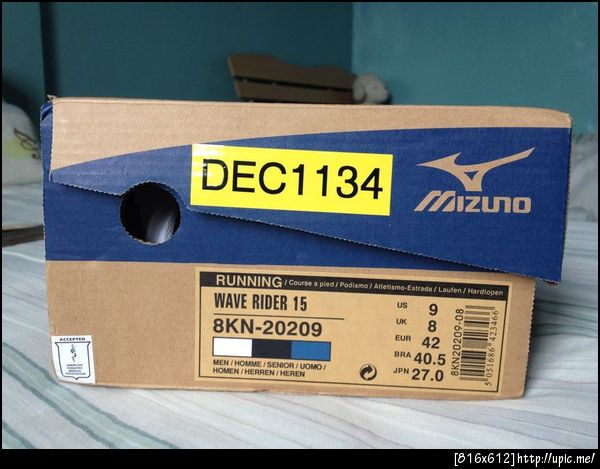 DEC1134
MIZUNO
RUNNING / Course a pied / Podismo / Atletismo-Estrada / Laufen / Hardlopen
WAVE RIDER 15
8KN-20209
MEN / HOMME / SENIOR / UOMO /
HOMEN / HERREN / HEREN
US 9
UK 8
EUR 42
BRA 40.5
JPN 27.0
8KN20209-08
5051686 423466
ACCEPTED
[816x612]http://upic.me/